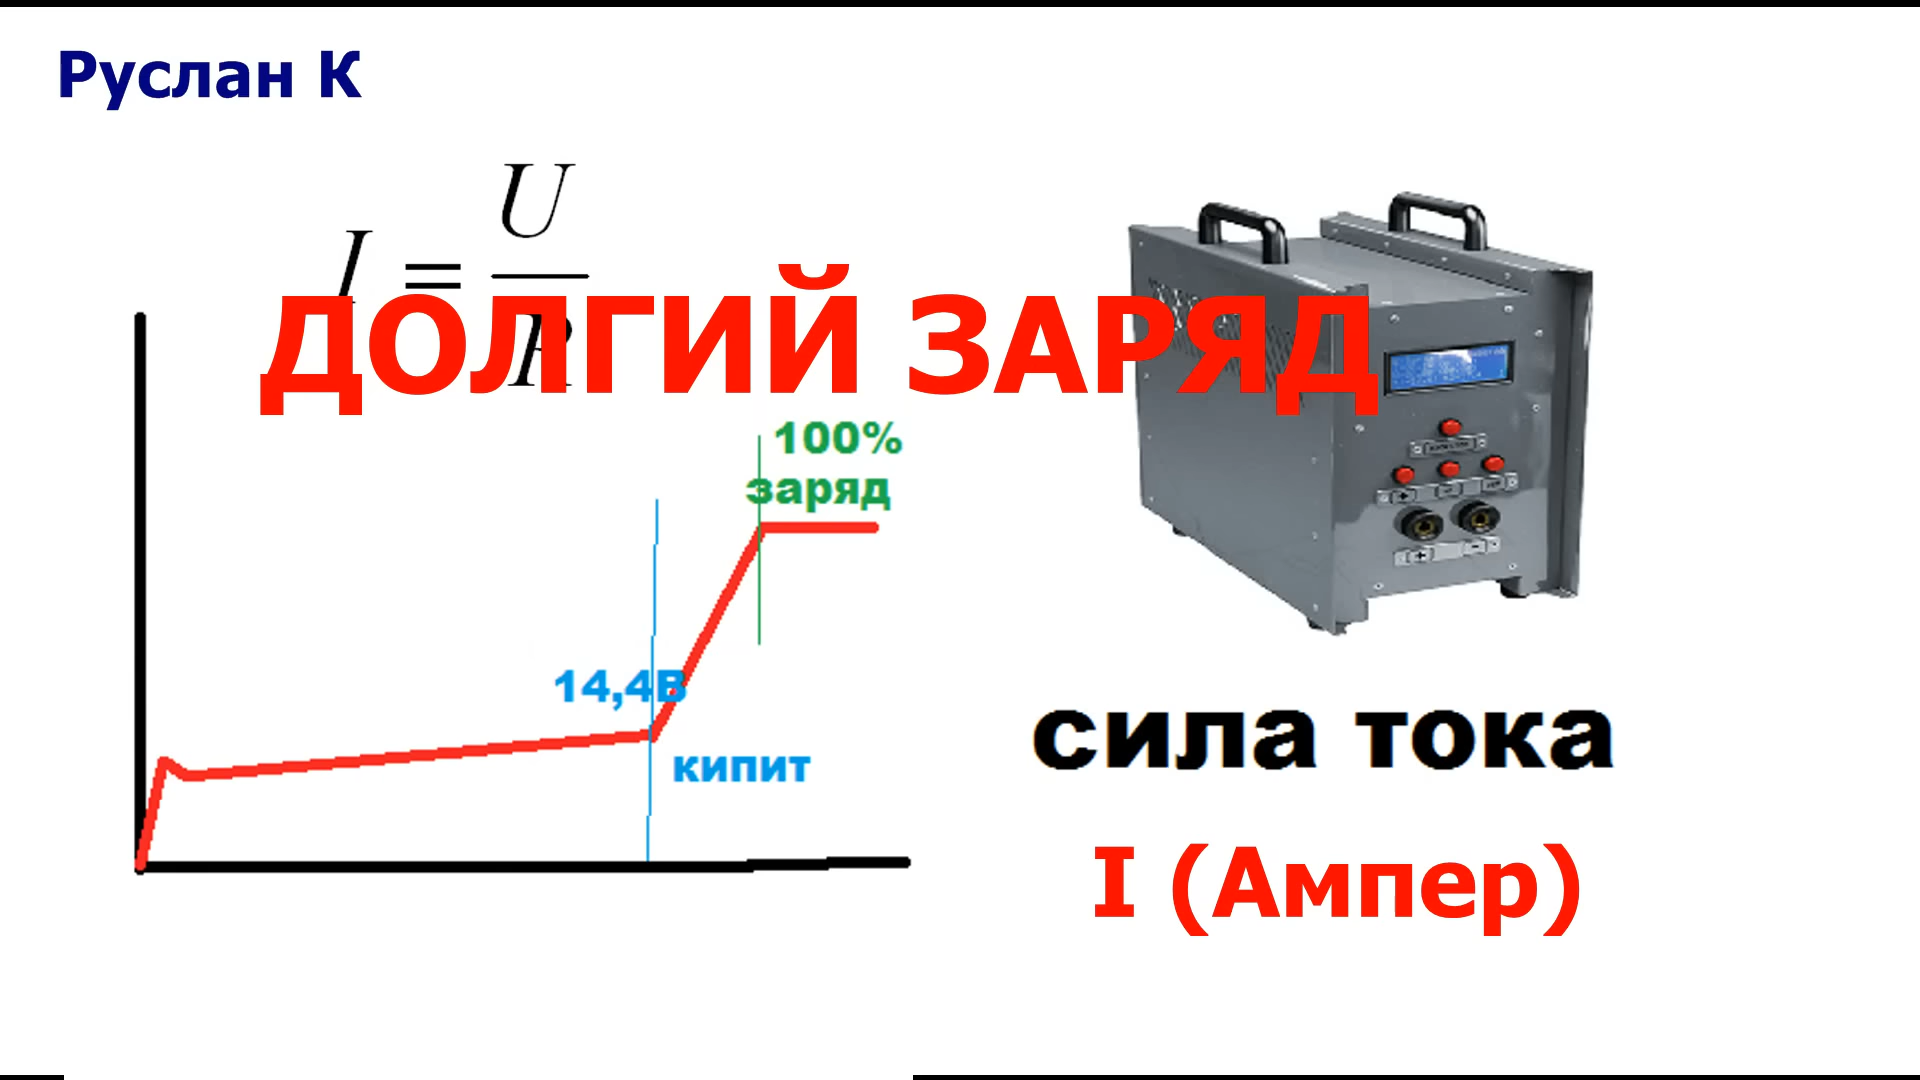 Руслан К
I = U
R
ДОЛГИЙ ЗАРЯД
100%
заряд
14,4В
кипит
сила тока
I (Ампер)